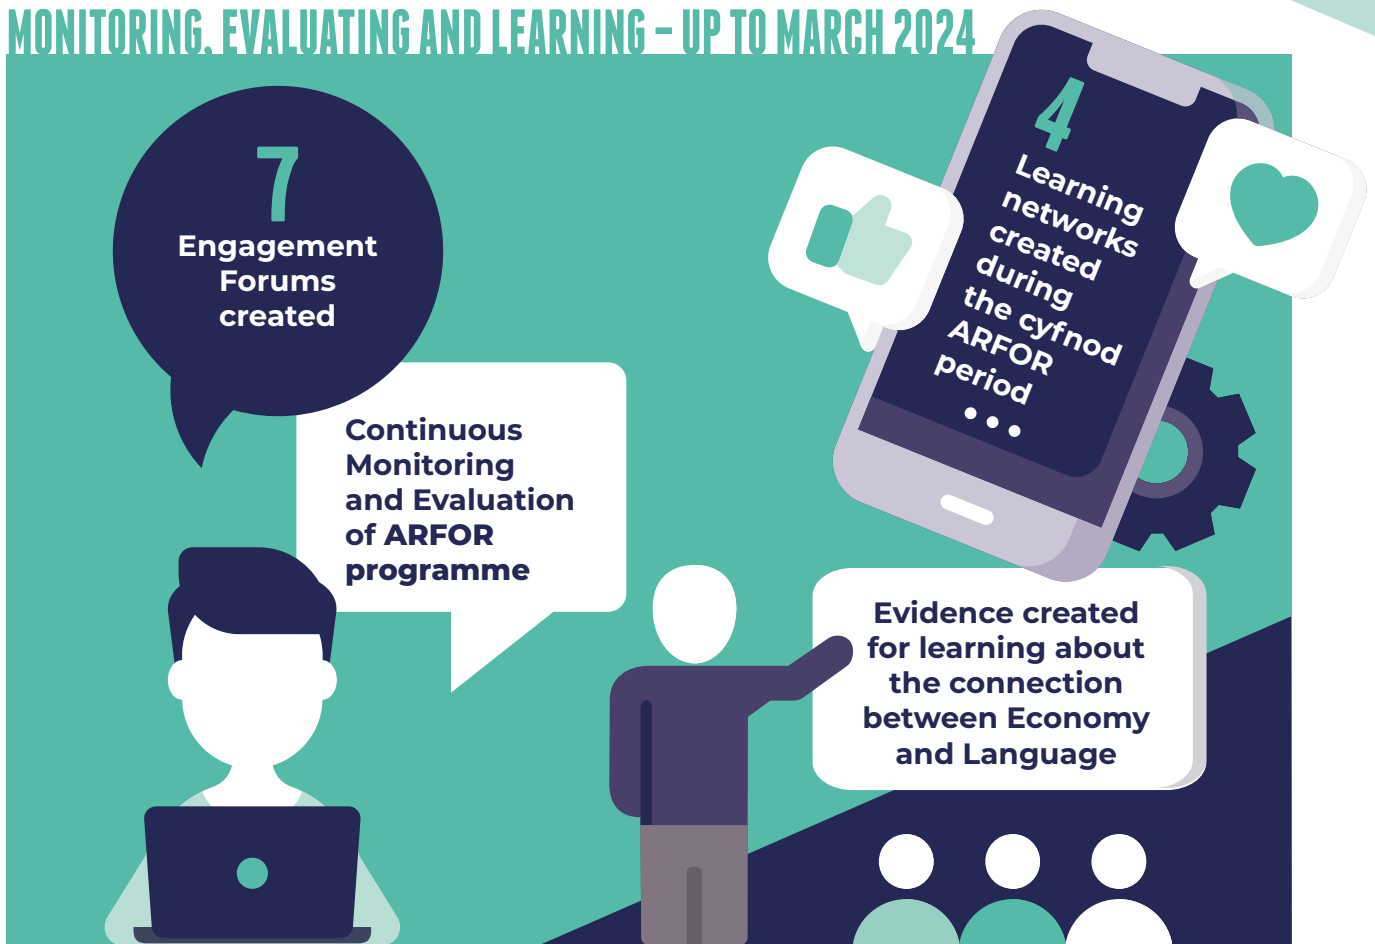 MONITORING, EVALUATING AND LEARNING – UP TO MARCH 2024
7
Engagement
Forums
created
Continuous
Monitoring
and Evaluation
of ARFOR
programme
4
Learning
networks
created
during
the cyfnod
ARFOR
period
Evidence created
for learning about
the connection
between Economy
and Language